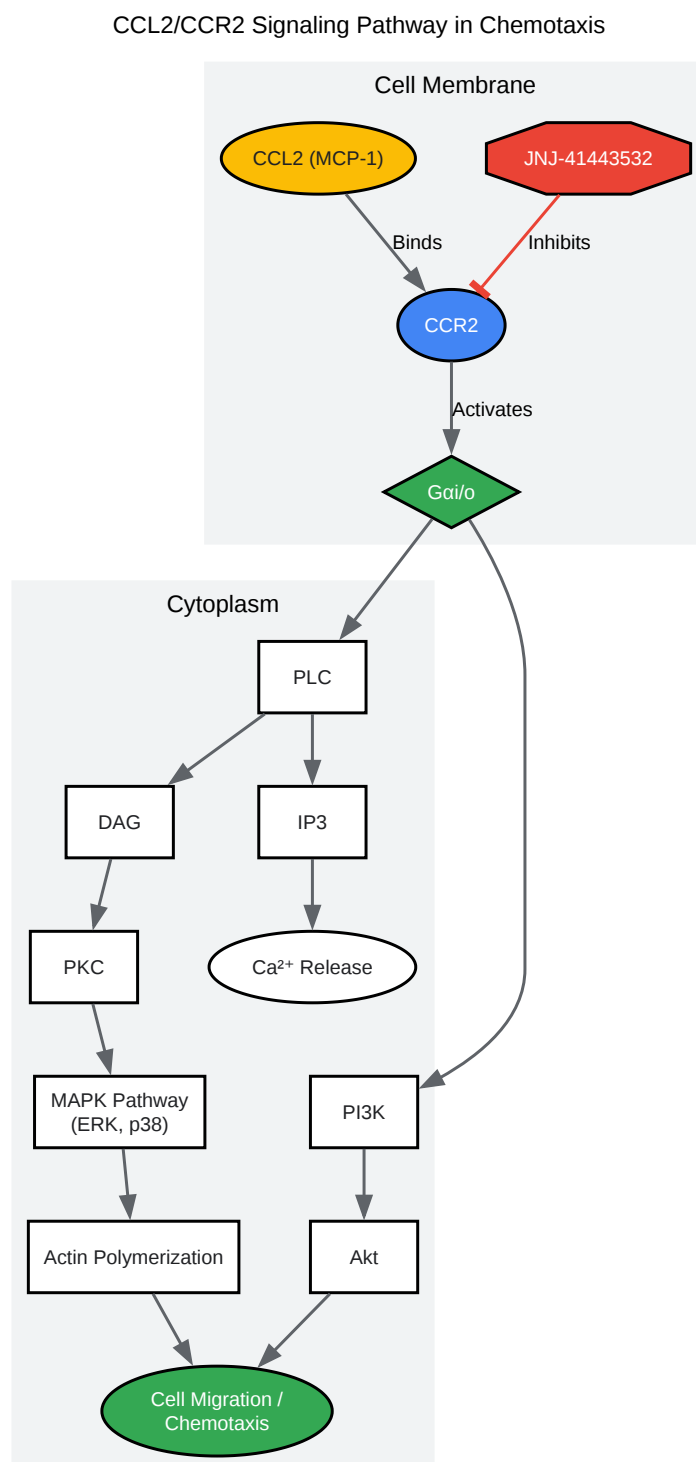 CCL2/CCR2 Signaling Pathway in Chemotaxis
Cell Membrane
CCL2 (MCP-1)
JNJ-41443532
Binds
Inhibits
CCR2
Activates
Gαi/o
Cytoplasm
PLC
DAG
IP3
PKC
Ca²⁺ Release
MAPK Pathway
(ERK, p38)
PI3K
Actin Polymerization
Akt
Cell Migration /
Chemotaxis